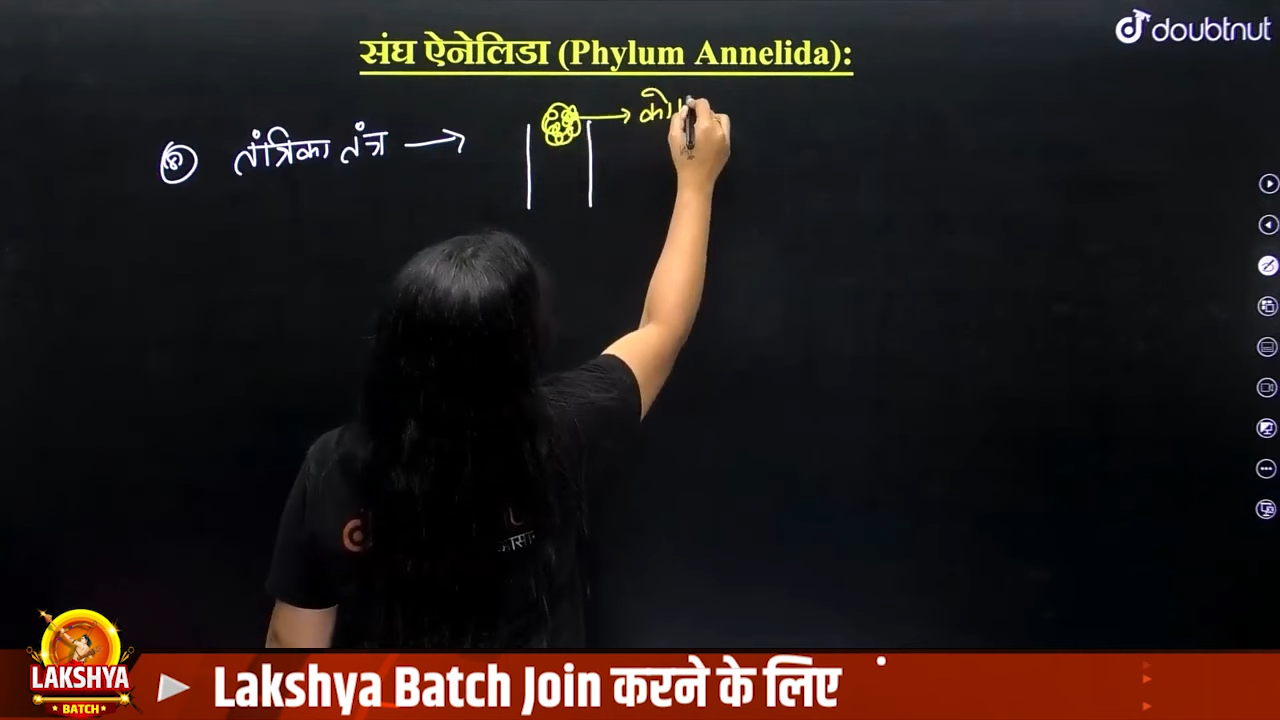 doubtnut
संघ ऐनेलिडा (Phylum Annelida):
तंत्रिका तंत्र
LAKSHYA
BATCH
Lakshya Batch Join करने के लिए